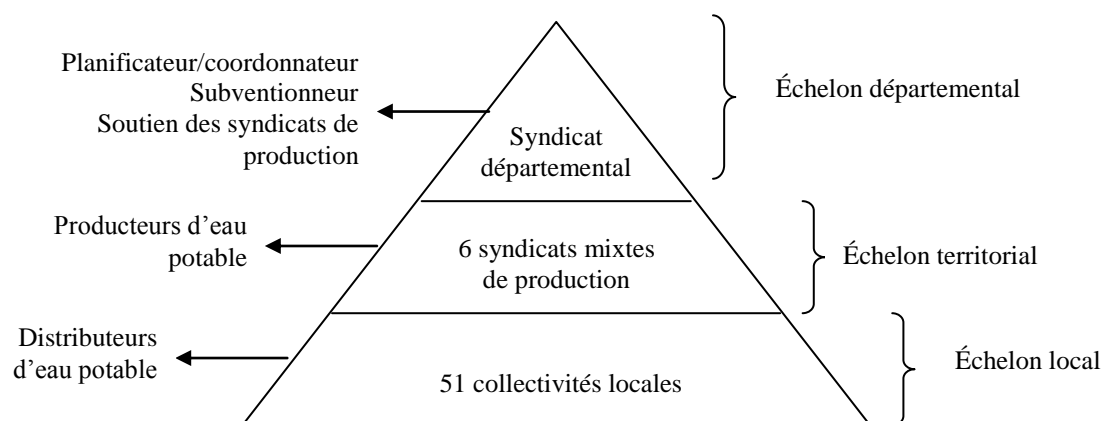 Planificateur/coordonnateur
Subventionneur
Soutien des syndicats de
production
Syndicat
départemental
Échelon départemental
Producteurs d’eau
potable
6 syndicats mixtes
de production
Échelon territorial
Distributeurs
d’eau potable
51 collectivités locales
Échelon local